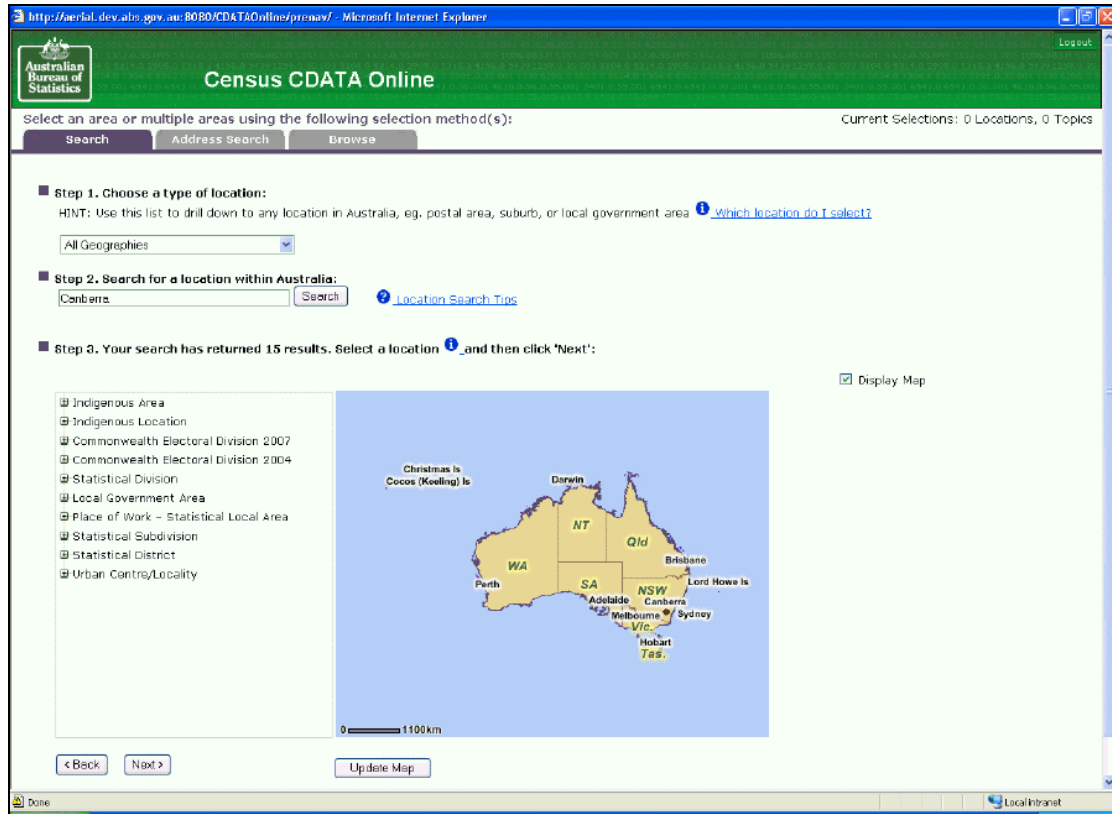 http://aerial.dev.abs.gov.au:8080/CDATAOnline/prenav/ - Microsoft Internet Explorer
Logout
Australian
Bureau of
Statistics
Census CDATA Online
Select an area or multiple areas using the following selection method(s):
Current Selections: 0 Locations, 0 Topics
Search Address Search Browse
Step 1. Choose a type of location:
HINT: Use this list to drill down to any location in Australia, eg. postal area, suburb, or local government area Which location do I select?
All Geographies
Step 2. Search for a location within Australia:
Canberra Search Location Search Tips
Step 3. Your search has returned 15 results. Select a location and then click 'Next':
Display Map
Indigenous Area
Indigenous Location
Commonwealth Electoral Division 2007
Commonwealth Electoral Division 2004
Statistical Division
Local Government Area
Place of Work - Statistical Local Area
Statistical Subdivision
Statistical District
Urban Centre/Locality
Christmas Is
Cocos (Keeling) Is
Darwin
NT
Qld
WA
Brisbane
Perth
SA
NSW
Lord Howe Is
Adelaide
Canberra
Melbourne
Sydney
Vic.
Hobart
Tas.
0 1100km
< Back Next > Update Map
Done
Local intranet